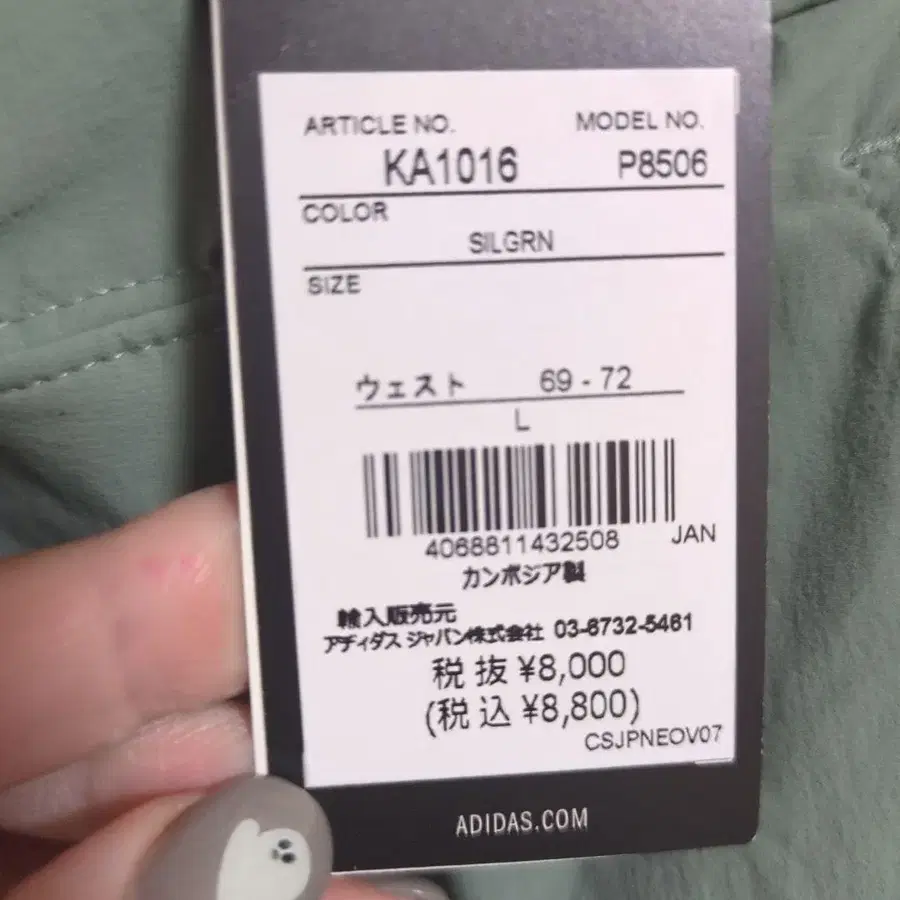 ARTICLE NO. MODEL NO.
KA1016 P8506
COLOR
SILGRN
SIZE
ウェスト 69 - 72
L
4068811432508 JAN
カンボジア製
輸入販売元
アディダス ジャパン株式会社 03-6732-5461
税 抜 ¥8,000
(税 込 ¥8,800)
CSJPNEOV07
ADIDAS.COM